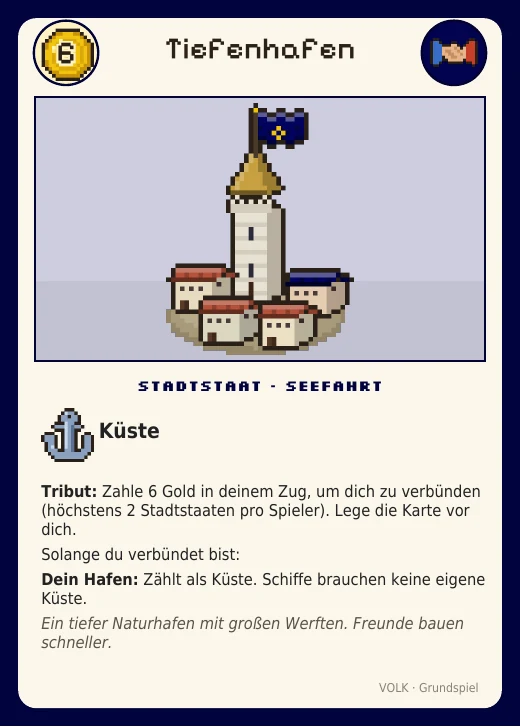 6
Tiefenhafen
STADTSTAAT · SEEFAHRT
Küste
Tribut: Zahle 6 Gold in deinem Zug, um dich zu verbünden
(höchstens 2 Stadtstaaten pro Spieler). Lege die Karte vor
dich.
Solange du verbündet bist:
Dein Hafen: Zählt als Küste. Schiffe brauchen keine eigene
Küste.
Ein tiefer Naturhafen mit großen Werften. Freunde bauen
schneller.
VOLK · Grundspiel